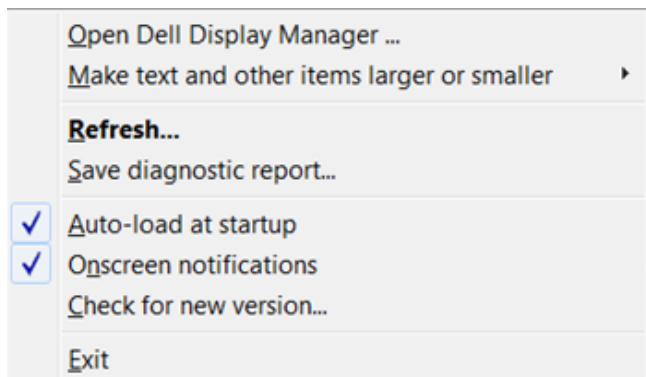 Open Dell Display Manager ...
Make text and other items larger or smaller
Refresh...
Save diagnostic report...
Auto-load at startup
Onscreen notifications
Check for new version...
Exit